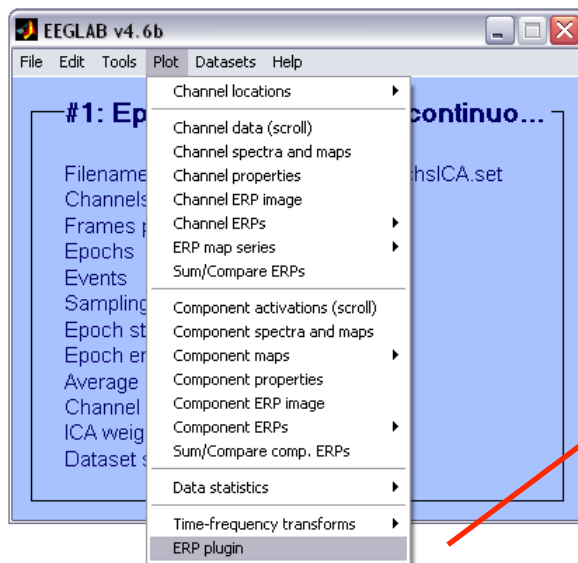 EEGLAB v4.6b
File Edit Tools Plot Datasets Help
#1: Ep continuo...
Filename hsICA.set
Channels
Frames
Epochs
Events
Sampling
Epoch st
Epoch er
Average
Channel
ICA weig
Dataset
Channel locations
Channel data (scroll)
Channel spectra and maps
Channel properties
Channel ERP image
Channel ERPs
ERP map series
Sum/Compare ERPs
Component activations (scroll)
Component spectra and maps
Component maps
Component properties
Component ERP image
Component ERPs
Sum/Compare comp. ERPs
Data statistics
Time-frequency transforms
ERP plugin